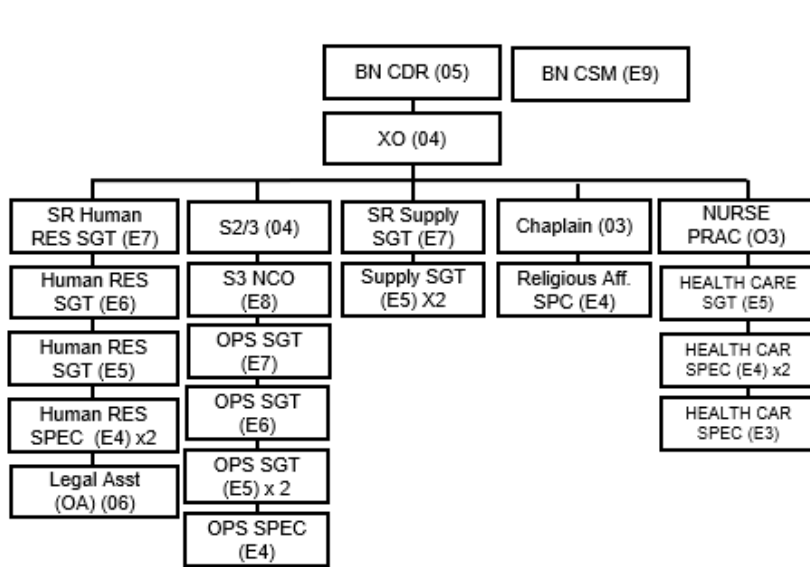 BN CDR (05)
BN CSM (E9)
XO (04)
SR Human
RES SGT (E7)
S2/3 (04)
SR Supply
SGT (E7)
Chaplain (03)
NURSE
PRAC (O3)
Human RES
SGT (E6)
S3 NCO
(E8)
Supply SGT
(E5) X2
Religious Aff.
SPC (E4)
HEALTH CARE
SGT (E5)
Human RES
SGT (E5)
OPS SGT
(E7)
HEALTH CAR
SPEC (E4) x2
Human RES
SPEC (E4) x2
OPS SGT
(E6)
HEALTH CAR
SPEC (E3)
Legal Asst
(OA) (06)
OPS SGT
(E5) x 2
OPS SPEC
(E4)